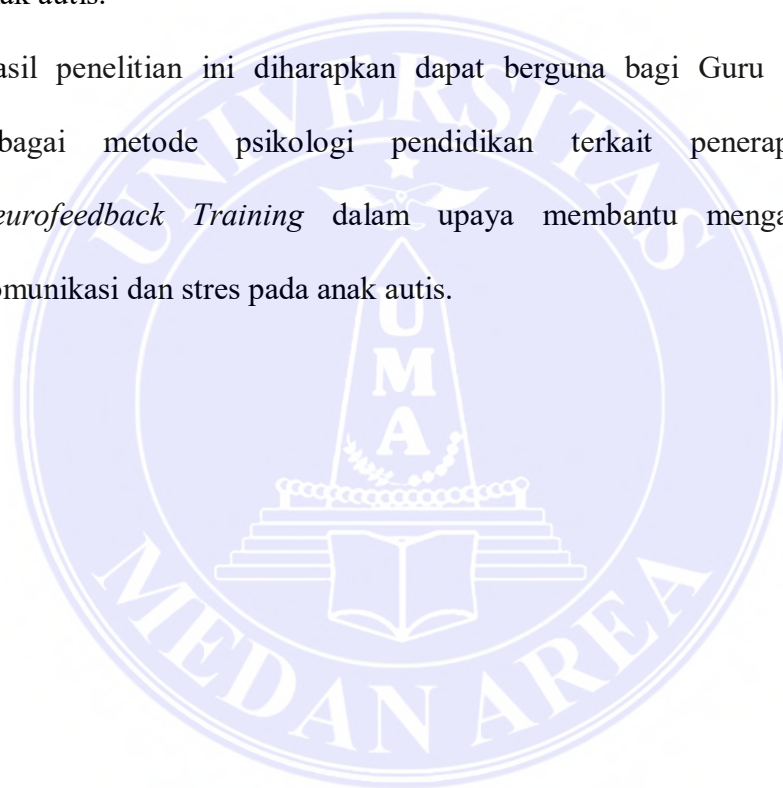 ak autis.
asil penelitian ini diharapkan dapat berguna bagi Guru
bagai metode psikologi pendidikan terkait penerap
eurofeedback Training dalam upaya membantu menga
omunikasi dan stres pada anak autis.
UNIVERSITAS
UMA
MEDAN AREA